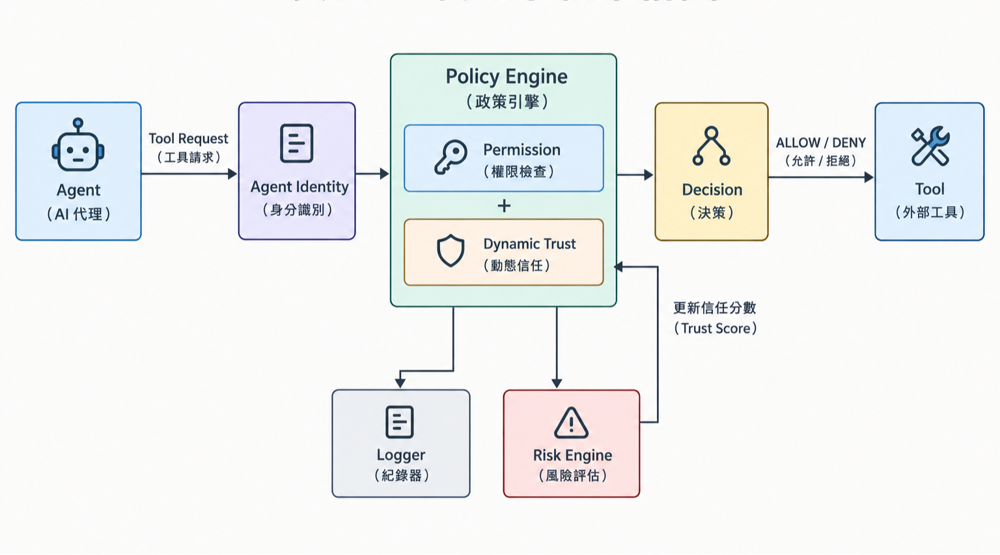 Policy Engine
（政策引擎）
Agent
（AI 代理）
Tool Request
（工具請求）
Agent Identity
（身分識別）
Permission
（權限檢查）
+
Dynamic Trust
（動態信任）
Decision
（決策）
ALLOW / DENY
（允許 / 拒絕）
Tool
（外部工具）
更新信任分數
（Trust Score）
Logger
（紀錄器）
Risk Engine
（風險評估）